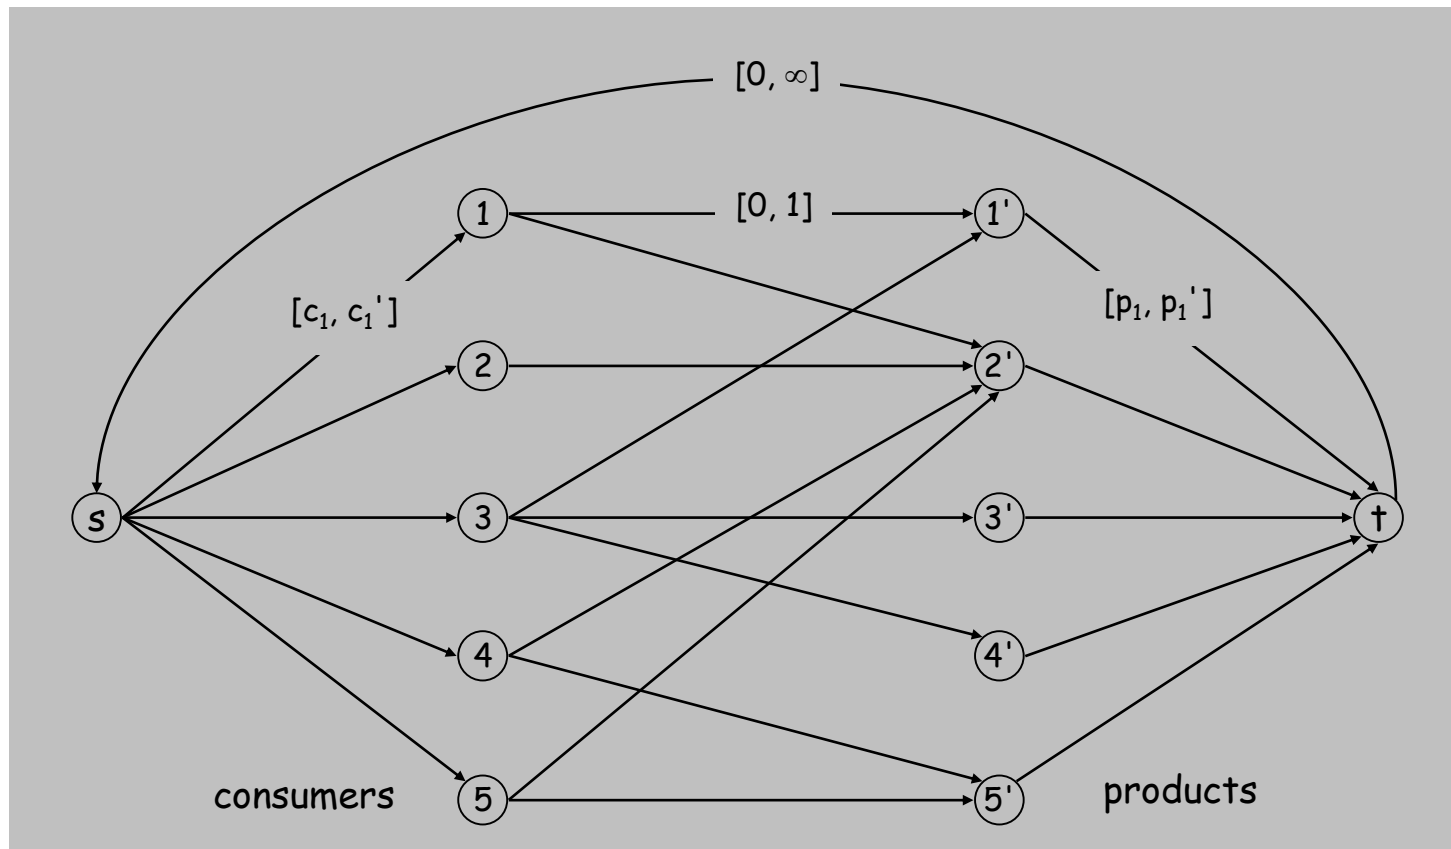 [0, ∞]
1
[0, 1]
1'
[c₁, c₁']
[p₁, p₁']
2
2'
s
3
3'
t
4
4'
consumers
5
5'
products